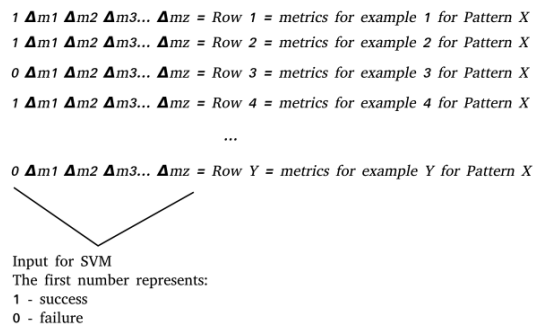 1 Δm1 Δm2 Δm3... Δmz = Row 1 = metrics for example 1 for Pattern X
1 Δm1 Δm2 Δm3... Δmz = Row 2 = metrics for example 2 for Pattern X
0 Δm1 Δm2 Δm3... Δmz = Row 3 = metrics for example 3 for Pattern X
1 Δm1 Δm2 Δm3... Δmz = Row 4 = metrics for example 4 for Pattern X
...
0 Δm1 Δm2 Δm3... Δmz = Row Y = metrics for example Y for Pattern X
Input for SVM
The first number represents:
1 - success
0 - failure